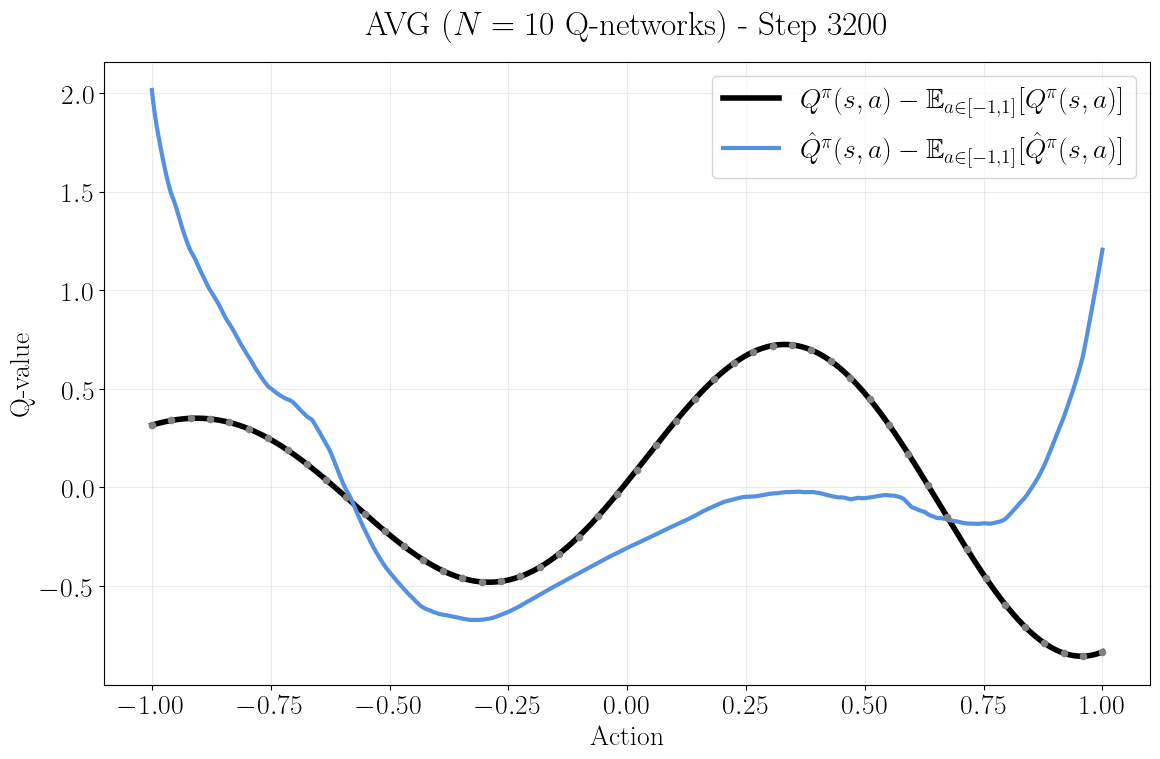 AVG (N = 10 Q-networks) - Step 3200
Q^π(s, a) − 𝔼_{a∈[−1,1]}[Q^π(s, a)]
Q̂^π(s, a) − 𝔼_{a∈[−1,1]}[Q̂^π(s, a)]
Q-value
2.0
1.5
1.0
0.5
0.0
−0.5
−1.00 −0.75 −0.50 −0.25 0.00 0.25 0.50 0.75 1.00
Action